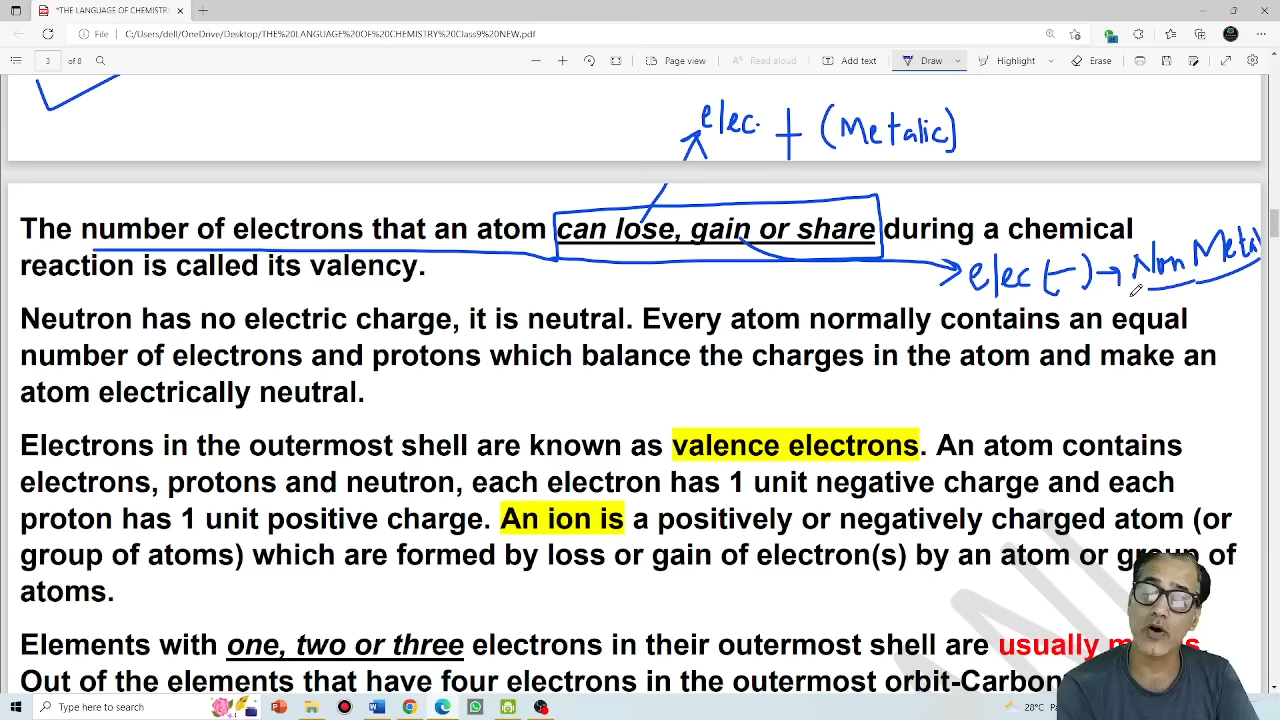 *THE LANGUAGE OF CHEMISTRY
File C:/Users/dell/OneDrive/Desktop/THE%20LANGUAGE%20OF%20CHEMISTRY%20Class9%20NEW.pdf
3 of 8 Page view Read aloud Add text Draw Highlight Erase
elec. + (Metalic)
The number of electrons that an atom can lose, gain or share during a chemical
reaction is called its valency.
elec (-) → Non Metal
Neutron has no electric charge, it is neutral. Every atom normally contains an equal
number of electrons and protons which balance the charges in the atom and make an
atom electrically neutral.
Electrons in the outermost shell are known as valence electrons. An atom contains
electrons, protons and neutron, each electron has 1 unit negative charge and each
proton has 1 unit positive charge. An ion is a positively or negatively charged atom (or
group of atoms) which are formed by loss or gain of electron(s) by an atom or group of
atoms.
Elements with one, two or three electrons in their outermost shell are usually
Out of the elements that have four electrons in the outermost orbit-Carbon
Type here to search
28°C